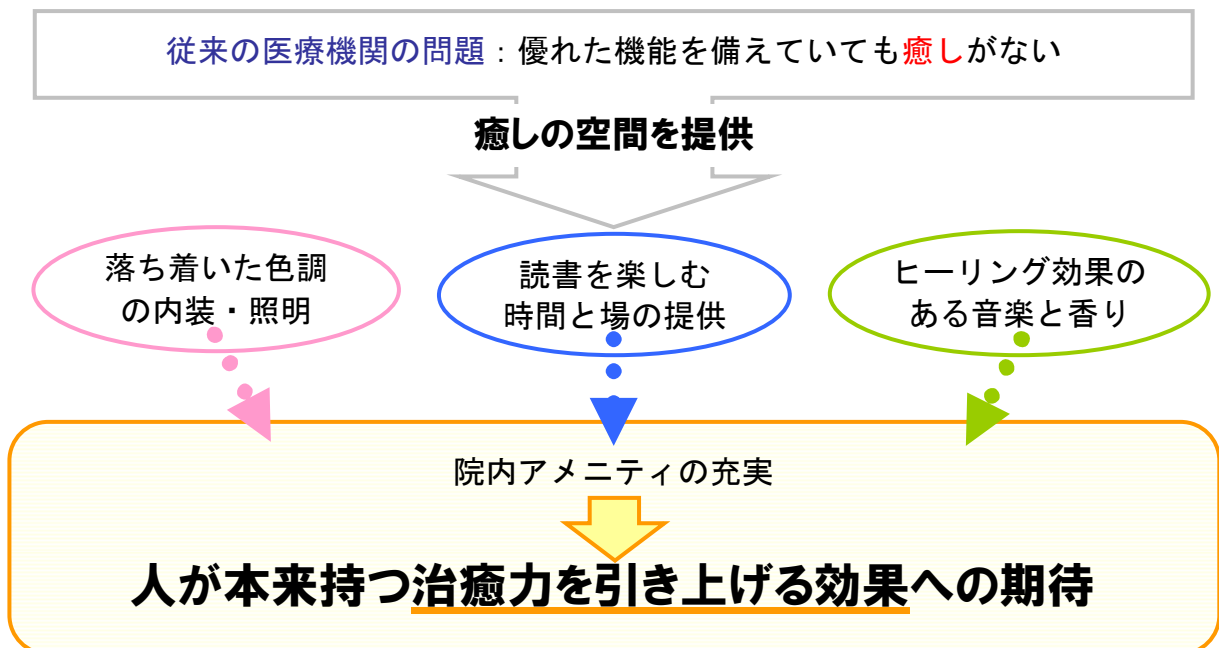 従来の医療機関の問題：優れた機能を備えていても癒しがない
癒しの空間を提供
落ち着いた色調
の内装・照明
読書を楽しむ
時間と場の提供
ヒーリング効果の
ある音楽と香り
院内アメニティの充実
人が本来持つ治癒力を引き上げる効果への期待